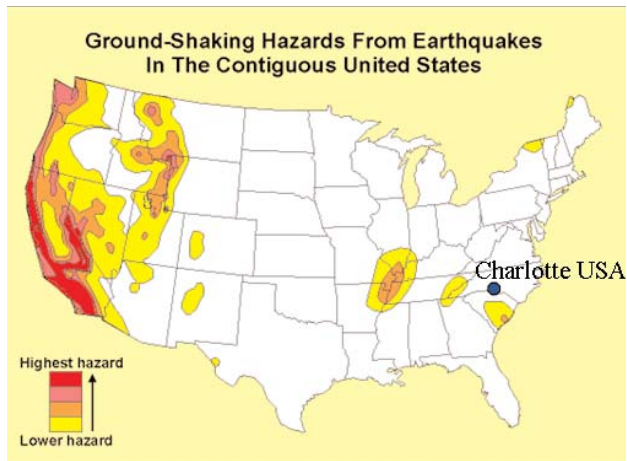 Ground-Shaking Hazards From Earthquakes
In The Contiguous United States
Charlotte USA
Highest hazard
Lower hazard